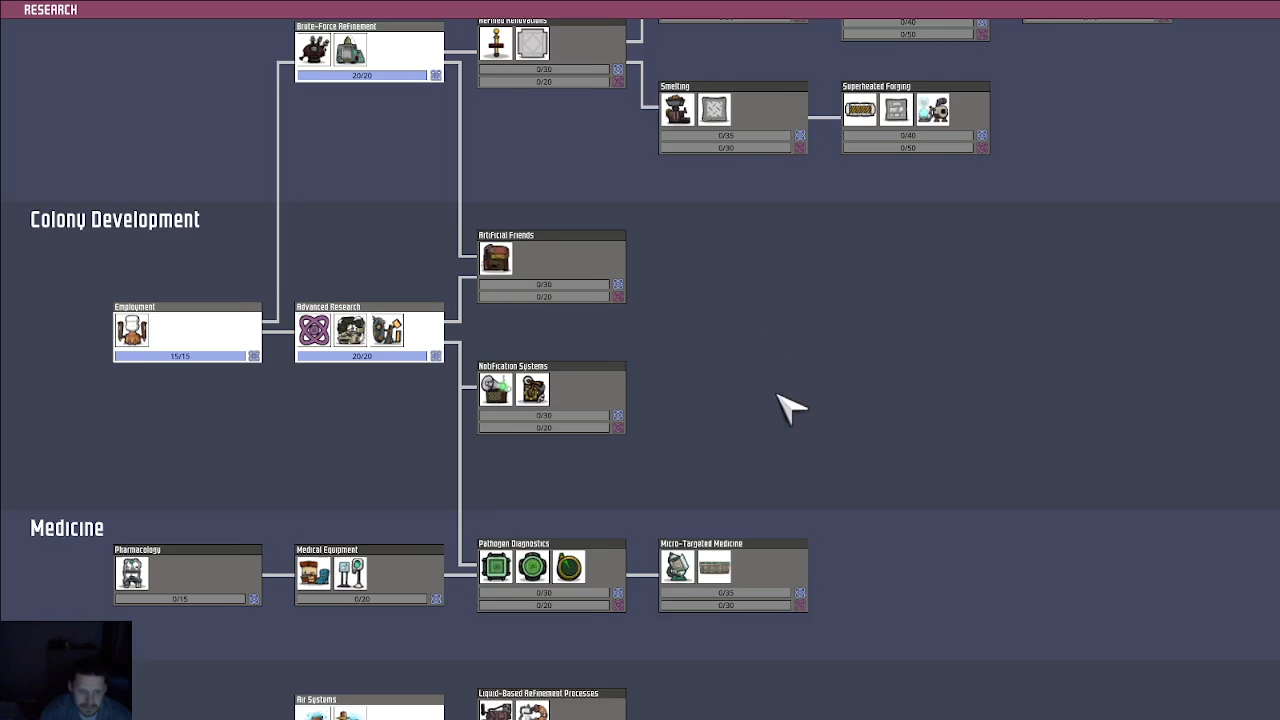 RESEARCH
Brute-Force Refinement
20/20
Refined Renovations
0/30
0/20
0/40
0/50
Smelting
0/35
0/30
Superheated Forging
0/40
0/50
Colony Development
Artificial Friends
0/30
0/20
Employment
15/15
Advanced Research
20/20
Notification Systems
0/30
0/20
Medicine
Pharmacology
0/15
Medical Equipment
0/20
Pathogen Diagnostics
0/30
0/20
Micro-Targeted Medicine
0/35
0/30
Air Systems
Liquid-Based Refinement Processes